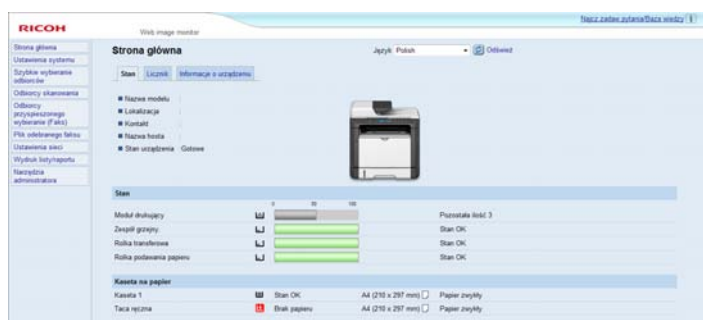 Najcz.zadaw.pytania/Baza wiedzy
RICOH
Web image monitor
Strona główna
Ustawienia systemu
Szybkie wybieranie
odbiorców
Odbiorcy skanowania
Odbiorcy
przyspieszonego
wybierania (Faks)
Plik odebranego faksu
Ustawienia sieci
Wydruk listy/raportu
Narzędzia
administratora
Strona główna
Język Polish
Odśwież
Stan Licznik Informacje o urządzeniu
Nazwa modelu :
Lokalizacja :
Kontakt :
Nazwa hosta :
Stan urządzenia : Gotowe
Stan
0 50 100
Moduł drukujący Pozostała ilość 3
Zespół grzejny. Stan OK
Rolka transferowa Stan OK
Rolka podawania papieru Stan OK
Kaseta na papier
Kaseta 1 Stan OK A4 (210 x 297 mm) Papier zwykły
Taca ręczna Brak papieru A4 (210 x 297 mm) Papier zwykły